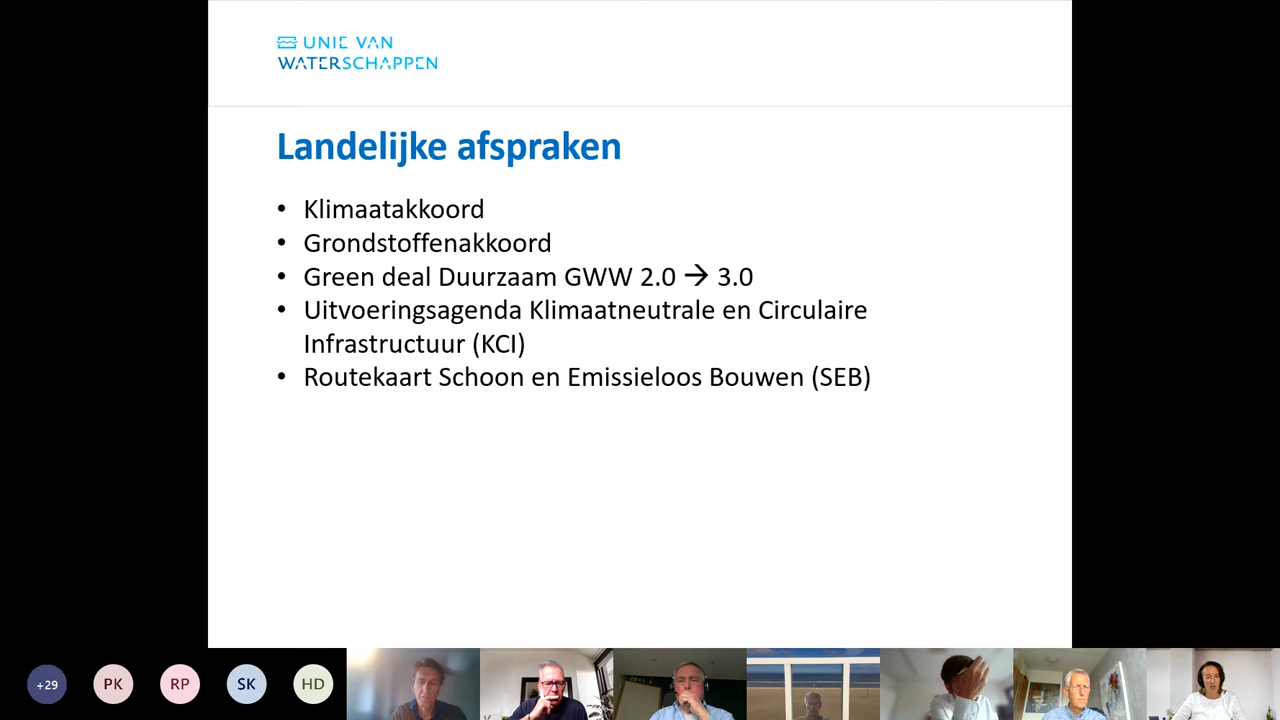 UNIE VAN
WATERSCHAPPEN
Landelijke afspraken
• Klimaatakkoord
• Grondstoffenakkoord
• Green deal Duurzaam GWW 2.0 → 3.0
• Uitvoeringsagenda Klimaatneutrale en Circulaire
Infrastructuur (KCI)
• Routekaart Schoon en Emissieloos Bouwen (SEB)
+29 PK RP SK HD